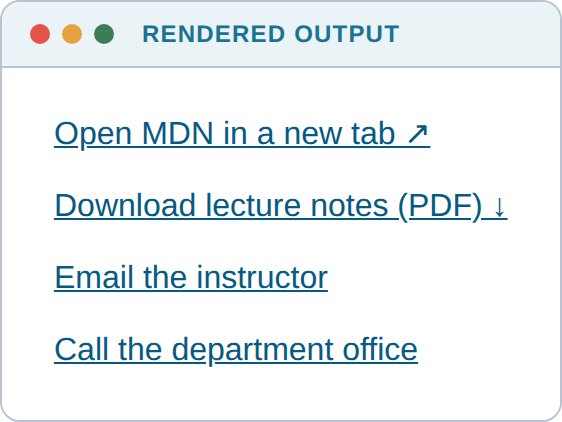 RENDERED OUTPUT
Open MDN in a new tab ↗
Download lecture notes (PDF) ↓
Email the instructor
Call the department office